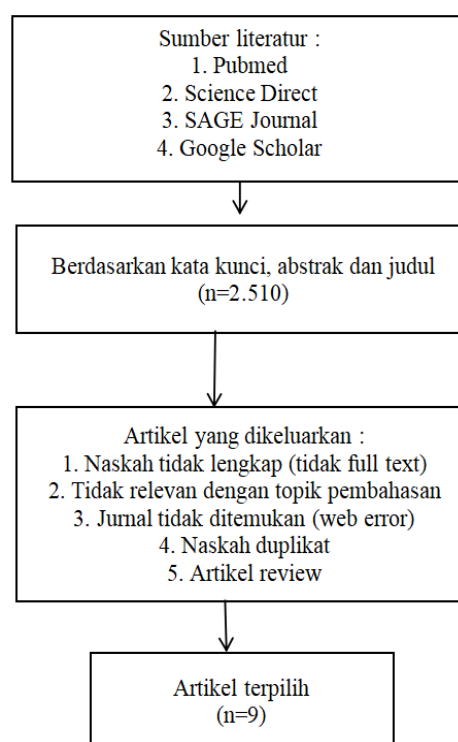 Sumber literatur :
1. Pubmed
2. Science Direct
3. SAGE Journal
4. Google Scholar
Berdasarkan kata kunci, abstrak dan judul
(n=2.510)
Artikel yang dikeluarkan :
1. Naskah tidak lengkap (tidak full text)
2. Tidak relevan dengan topik pembahasan
3. Jurnal tidak ditemukan (web error)
4. Naskah duplikat
5. Artikel review
Artikel terpilih
(n=9)